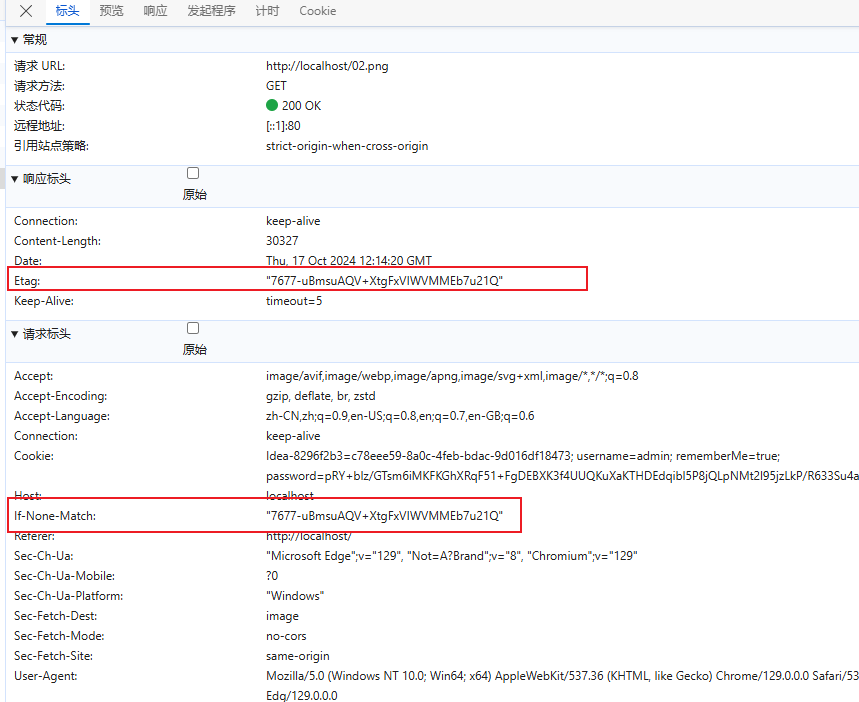 标头 预览 响应 发起程序 计时 Cookie
常规
请求 URL: http://localhost/02.png
请求方法: GET
状态代码: 200 OK
远程地址: [::1]:80
引用站点策略: strict-origin-when-cross-origin
响应标头
原始
Connection: keep-alive
Content-Length: 30327
Date: Thu, 17 Oct 2024 12:14:20 GMT
Etag: "7677-uBmsuAQV+XtgFxVIWVMMEb7u21Q"
Keep-Alive: timeout=5
请求标头
原始
Accept: image/avif,image/webp,image/apng,image/svg+xml,image/*,*/*;q=0.8
Accept-Encoding: gzip, deflate, br, zstd
Accept-Language: zh-CN,zh;q=0.9,en-US;q=0.8,en;q=0.7,en-GB;q=0.6
Connection: keep-alive
Cookie: Idea-8296f2b3=c78eee59-8a0c-4feb-bdac-9d016df18473; username=admin; rememberMe=true;
password=pRY+blz/GTsm6iMKFKGhXRqF51+FgDEBXK3f4UUQKuXaKTHDEdqibI5P8jQLpNMt2I95jzLkP/R633Su4a
Host: localhost
If-None-Match: "7677-uBmsuAQV+XtgFxVIWVMMEb7u21Q"
Referer: http://localhost/
Sec-Ch-Ua: "Microsoft Edge";v="129", "Not=A?Brand";v="8", "Chromium";v="129"
Sec-Ch-Ua-Mobile: ?0
Sec-Ch-Ua-Platform: "Windows"
Sec-Fetch-Dest: image
Sec-Fetch-Mode: no-cors
Sec-Fetch-Site: same-origin
User-Agent: Mozilla/5.0 (Windows NT 10.0; Win64; x64) AppleWebKit/537.36 (KHTML, like Gecko) Chrome/129.0.0.0 Safari/53
Edg/129.0.0.0